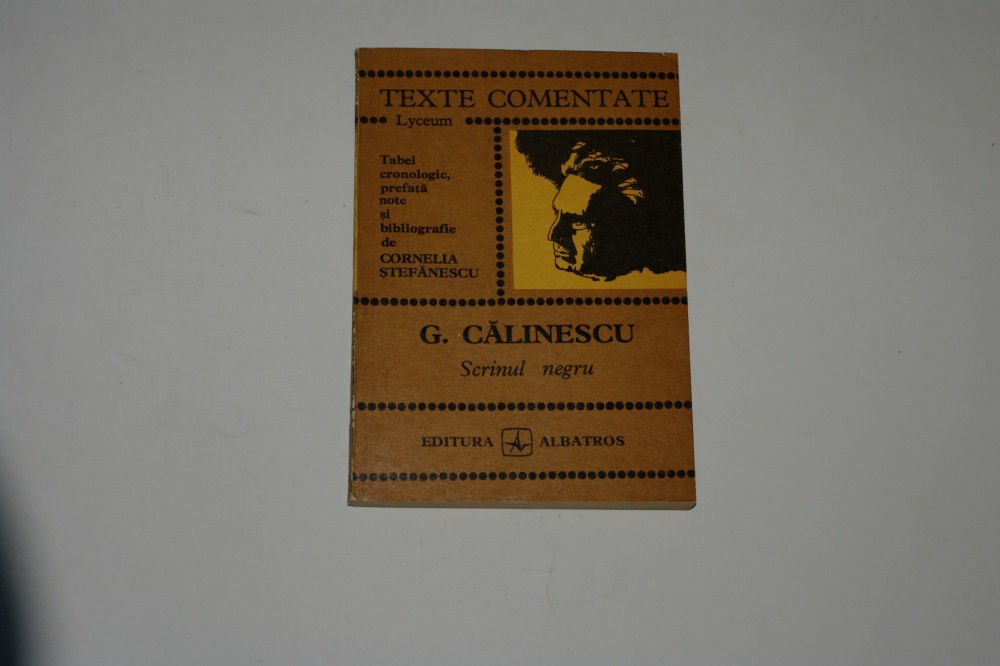 TEXTE COMENTATE
Lyceum
Tabel
cronologic,
prefață
note
și
bibliografie
de
CORNELIA
ȘTEFĂNESCU
G. CĂLINESCU
Scrinul negru
EDITURA ALBATROS